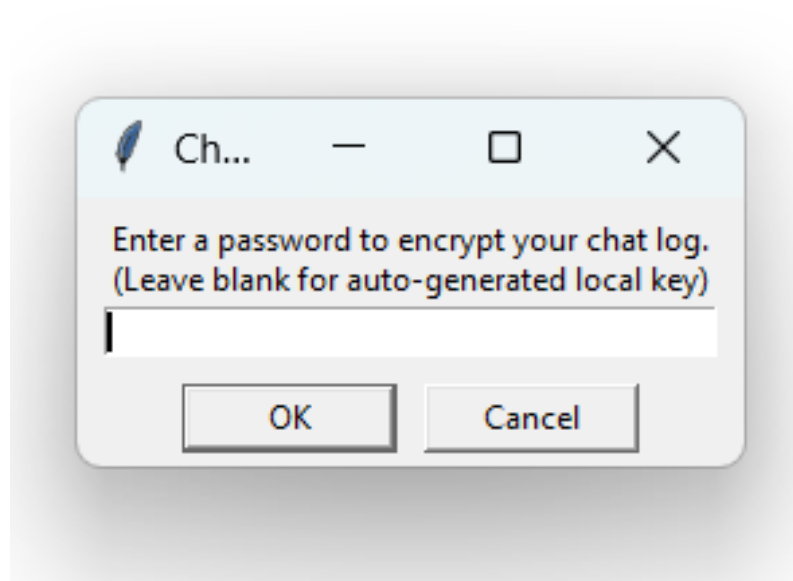 Ch...
Enter a password to encrypt your chat log.
(Leave blank for auto-generated local key)
OK
Cancel